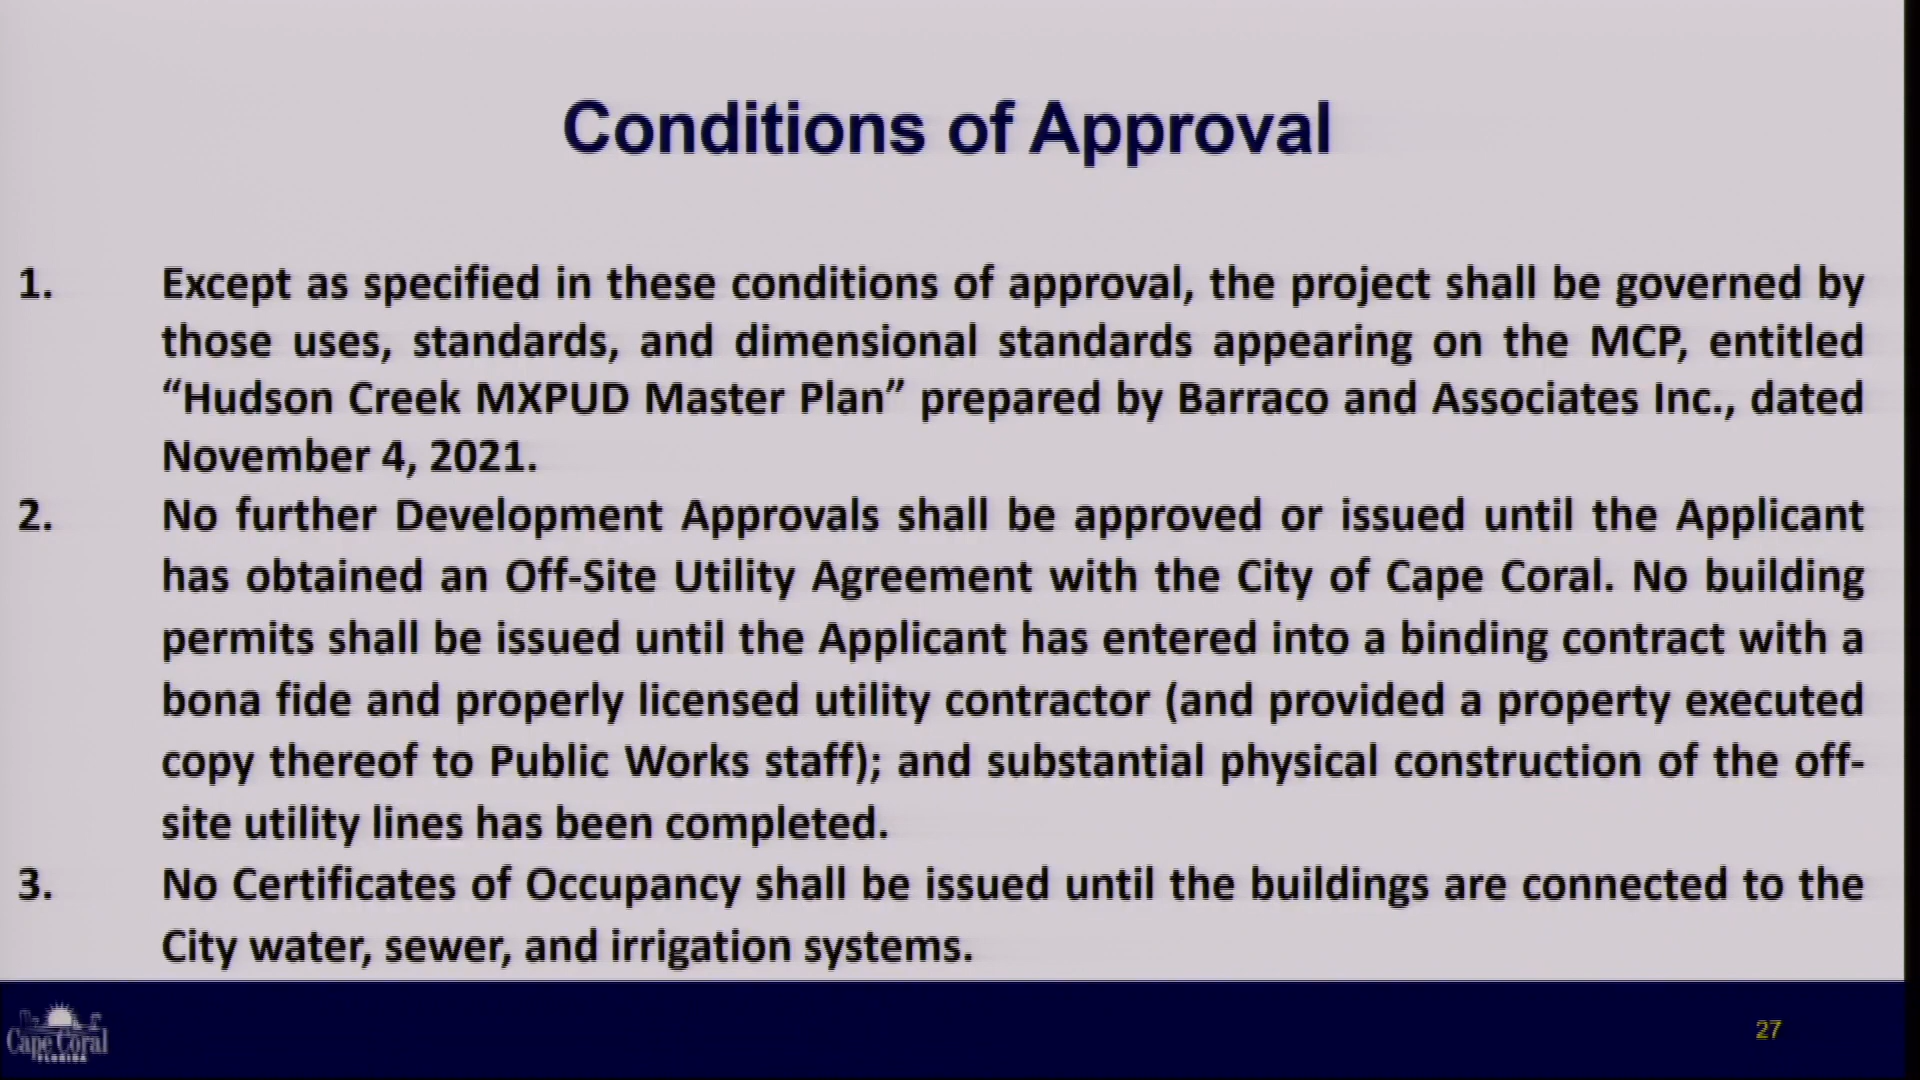 Conditions of Approval
1. Except as specified in these conditions of approval, the project shall be governed by
those uses, standards, and dimensional standards appearing on the MCP, entitled
“Hudson Creek MXPUD Master Plan” prepared by Barraco and Associates Inc., dated
November 4, 2021.
2. No further Development Approvals shall be approved or issued until the Applicant
has obtained an Off-Site Utility Agreement with the City of Cape Coral. No building
permits shall be issued until the Applicant has entered into a binding contract with a
bona fide and properly licensed utility contractor (and provided a property executed
copy thereof to Public Works staff); and substantial physical construction of the off-
site utility lines has been completed.
3. No Certificates of Occupancy shall be issued until the buildings are connected to the
City water, sewer, and irrigation systems.
Cape Coral
FLORIDA
27